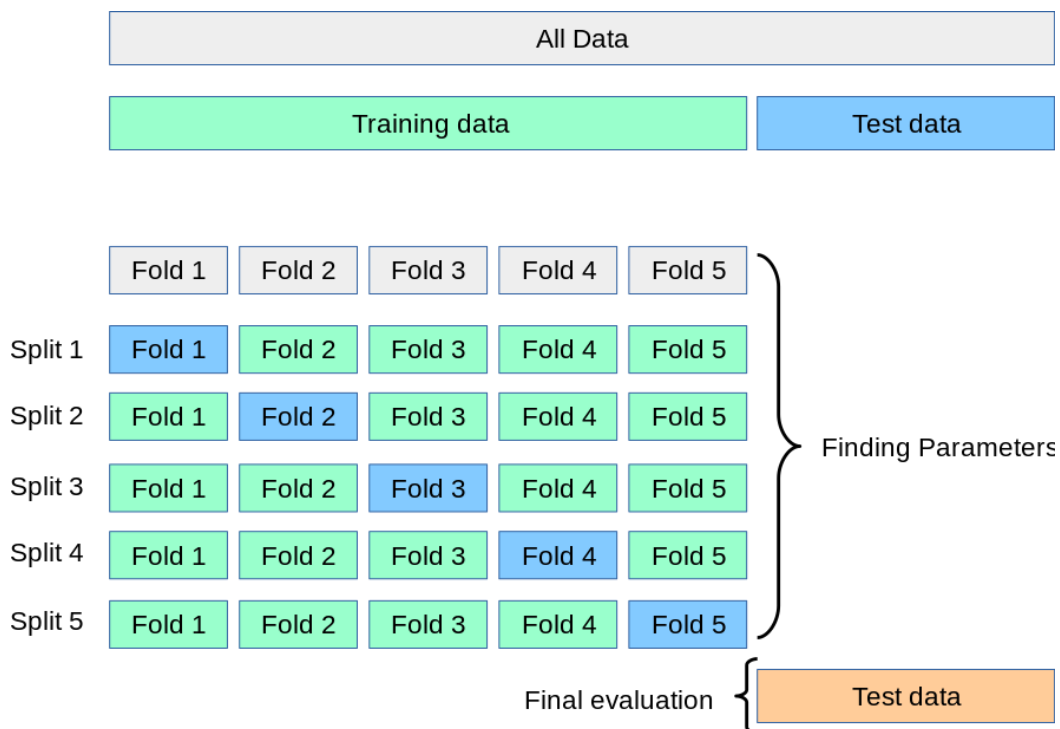 All Data
Training data Test data
Fold 1 Fold 2 Fold 3 Fold 4 Fold 5
Split 1 Fold 1 Fold 2 Fold 3 Fold 4 Fold 5
Split 2 Fold 1 Fold 2 Fold 3 Fold 4 Fold 5
Finding Parameters
Split 3 Fold 1 Fold 2 Fold 3 Fold 4 Fold 5
Split 4 Fold 1 Fold 2 Fold 3 Fold 4 Fold 5
Split 5 Fold 1 Fold 2 Fold 3 Fold 4 Fold 5
Final evaluation Test data